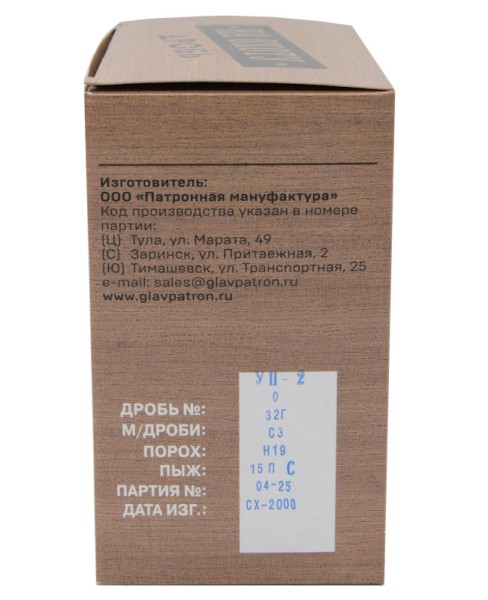 ДРОБЬ
Изготовитель:
ООО «Патронная мануфактура»
Код производства указан в номере
партии:
(Ц) Тула, ул. Марата, 49
(С) Заринск, ул. Притаежная, 2
(Ю) Тимашевск, ул. Транспортная, 25
e-mail: sales@glavpatron.ru
www.glavpatron.ru
УП-2
0
ДРОБЬ №: 32Г
М/ДРОБИ: С3
ПОРОХ: Н19
ПЫЖ: 15П С
ПАРТИЯ №: 04-25
ДАТА ИЗГ.: СХ-2000